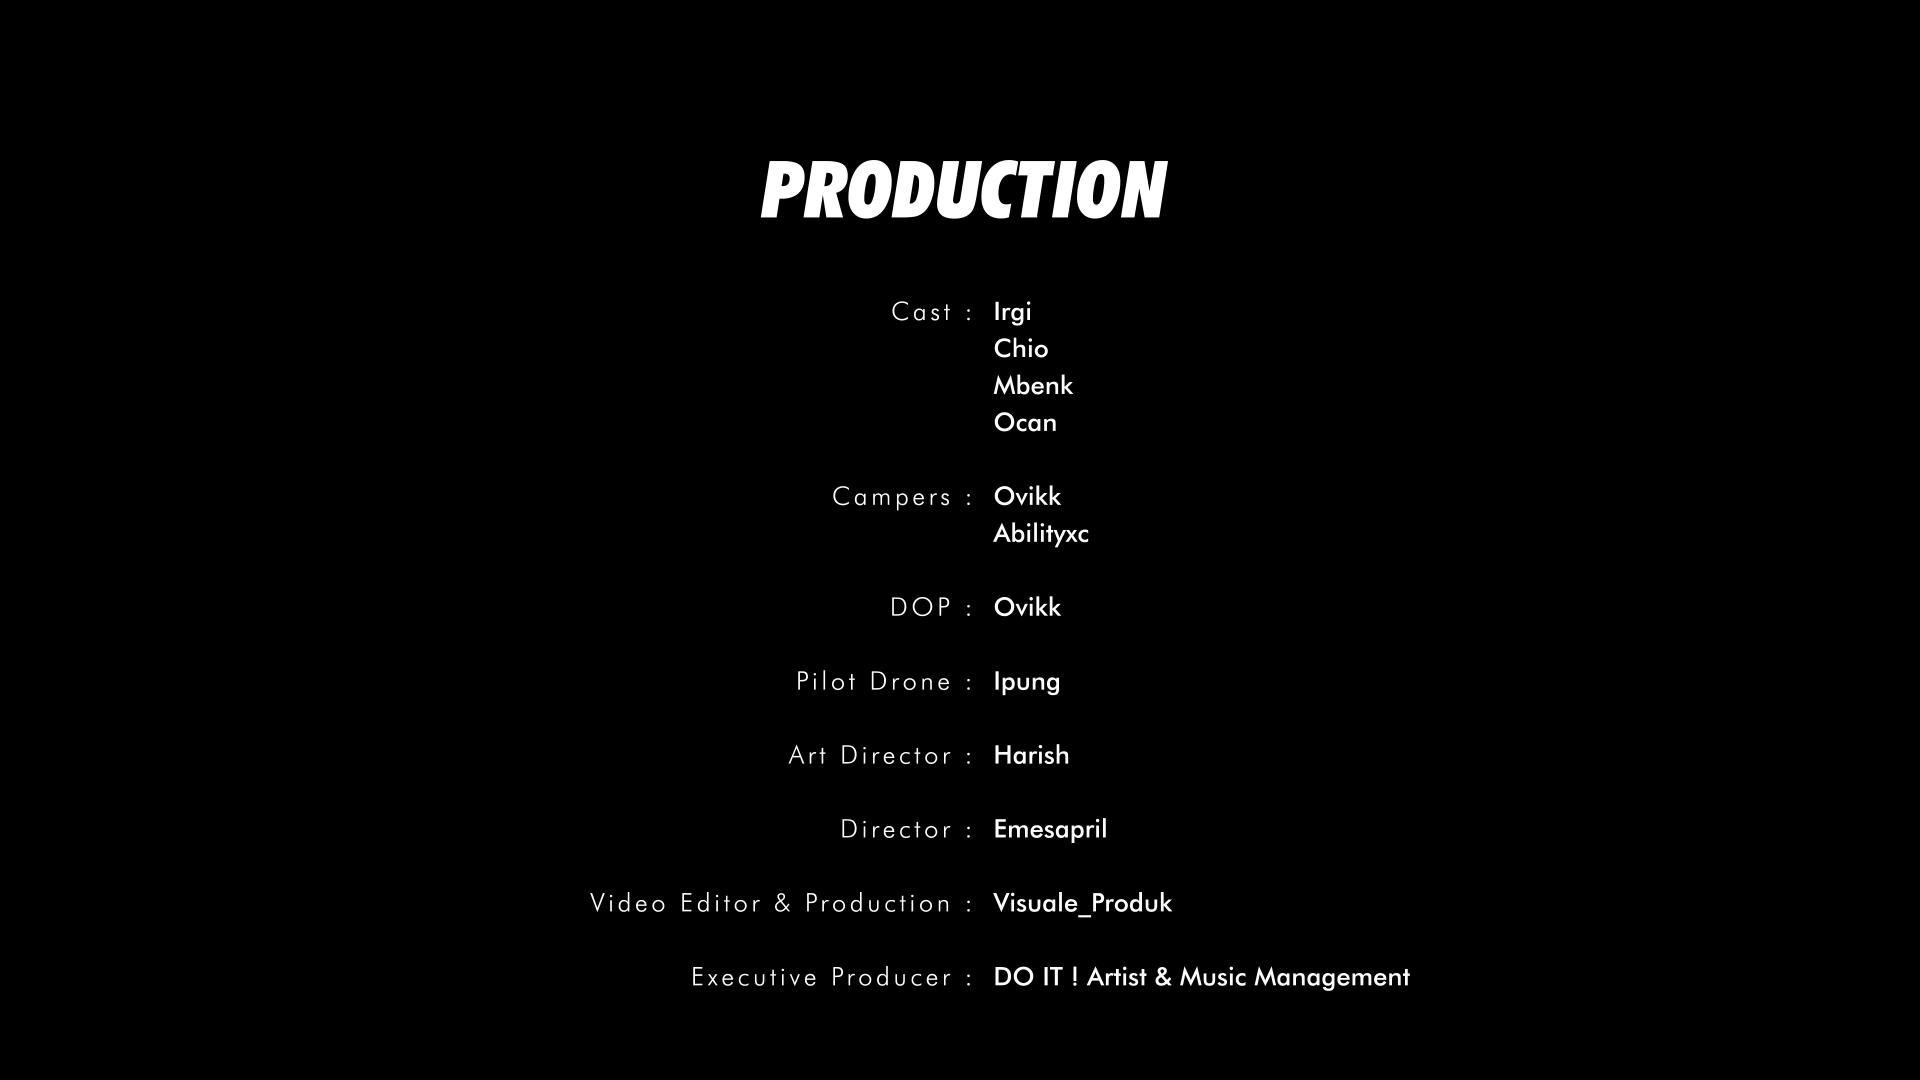 PRODUCTION
Cast : Irgi
Chio
Mbenk
Ocan
Campers : Ovikk
Abilityxc
DOP : Ovikk
Pilot Drone : Ipung
Art Director : Harish
Director : Emesapril
Video Editor & Production : Visuale_Produk
Executive Producer : DO IT ! Artist & Music Management